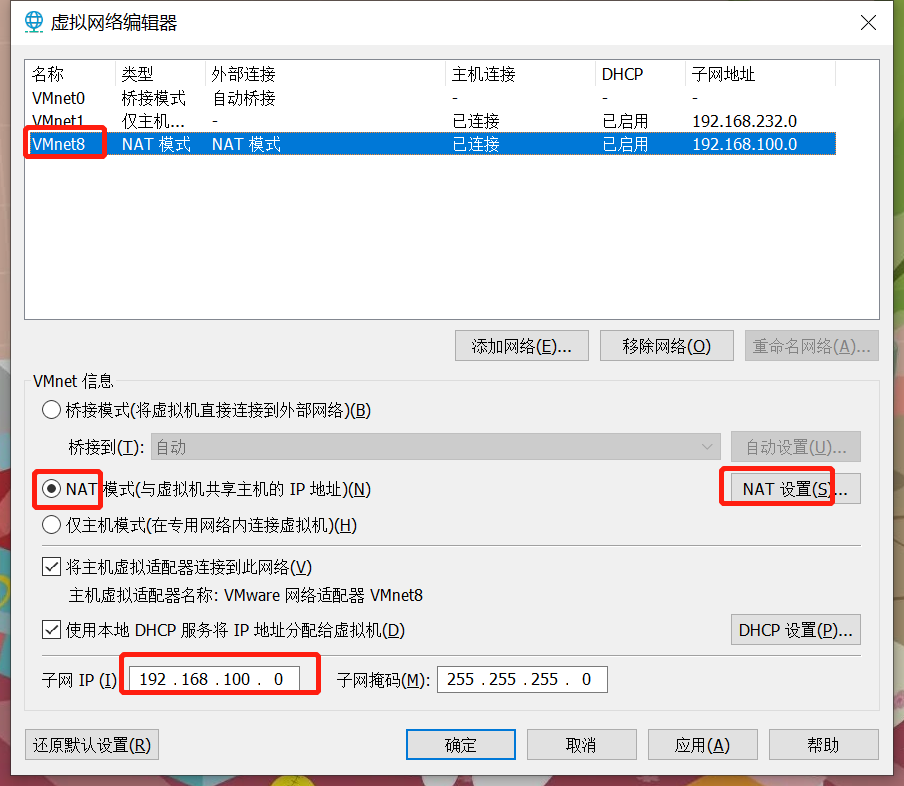 虚拟网络编辑器
名称 类型 外部连接 主机连接 DHCP 子网地址
VMnet0 桥接模式 自动桥接 - - -
VMnet1 仅主机... - 已连接 已启用 192.168.232.0
VMnet8 NAT 模式 NAT 模式 已连接 已启用 192.168.100.0
添加网络(E)... 移除网络(O) 重命名网络(A)...
VMnet 信息
桥接模式(将虚拟机直接连接到外部网络)(B)
桥接到(T): 自动 自动设置(U)...
NAT 模式(与虚拟机共享主机的 IP 地址)(N) NAT 设置(S)...
仅主机模式(在专用网络内连接虚拟机)(H)
将主机虚拟适配器连接到此网络(V)
主机虚拟适配器名称: VMware 网络适配器 VMnet8
使用本地 DHCP 服务将 IP 地址分配给虚拟机(D) DHCP 设置(P)...
子网 IP (I) 192 . 168 . 100 . 0 子网掩码(M): 255 . 255 . 255 . 0
还原默认设置(R) 确定 取消 应用(A) 帮助